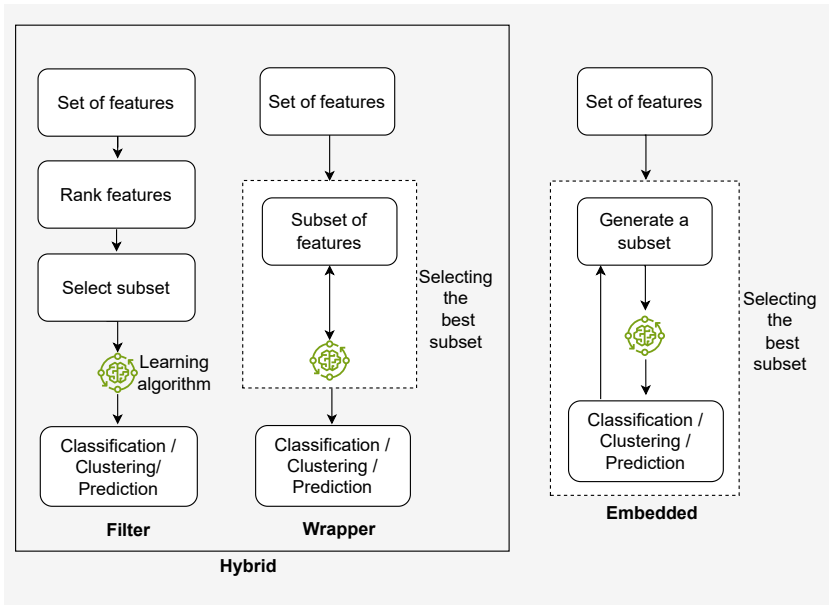 Set of features
Rank features
Select subset
Learning
algorithm
Classification /
Clustering/
Prediction
Filter
Set of features
Subset of
features
Selecting
the
best
subset
Classification /
Clustering /
Prediction
Wrapper
Hybrid
Set of features
Generate a
subset
Selecting
the
best
subset
Classification /
Clustering /
Prediction
Embedded